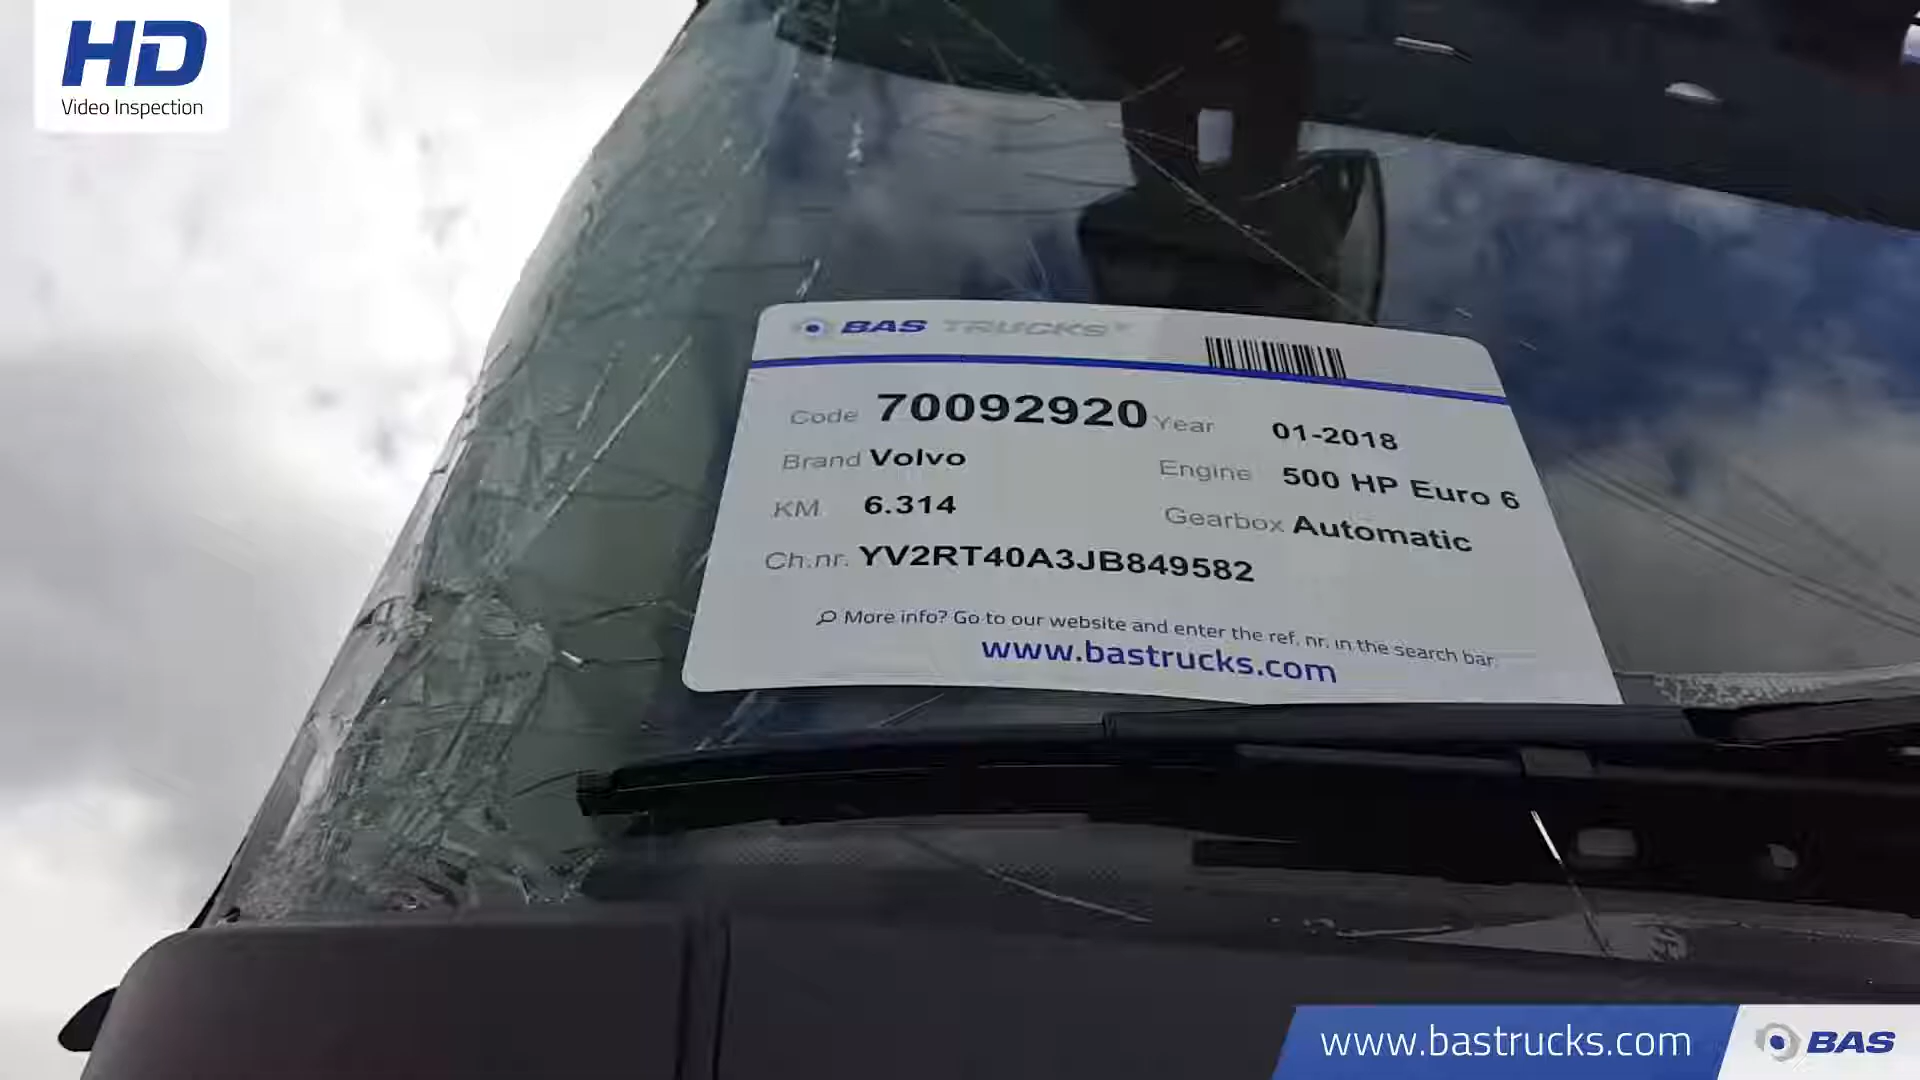 HD
Video Inspection
BAS TRUCKS
Code 70092920 Year 01-2018
Brand Volvo Engine 500 HP Euro 6
KM 6.314 Gearbox Automatic
Ch.nr. YV2RT40A3JB849582
More info? Go to our website and enter the ref. nr. in the search bar.
www.bastrucks.com
www.bastrucks.com BAS